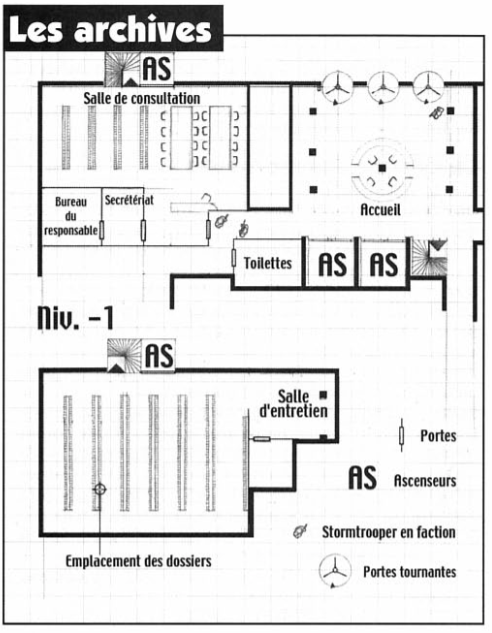 Les archives
AS
Salle de consultation
Bureau
du
responsable
Secrétériat
Accueil
Toilettes
AS
AS
Niv. -1
AS
Salle
d'entretien
Portes
AS
Ascenseurs
Stormtrooper en faction
Emplacement des dossiers
Portes tournantes